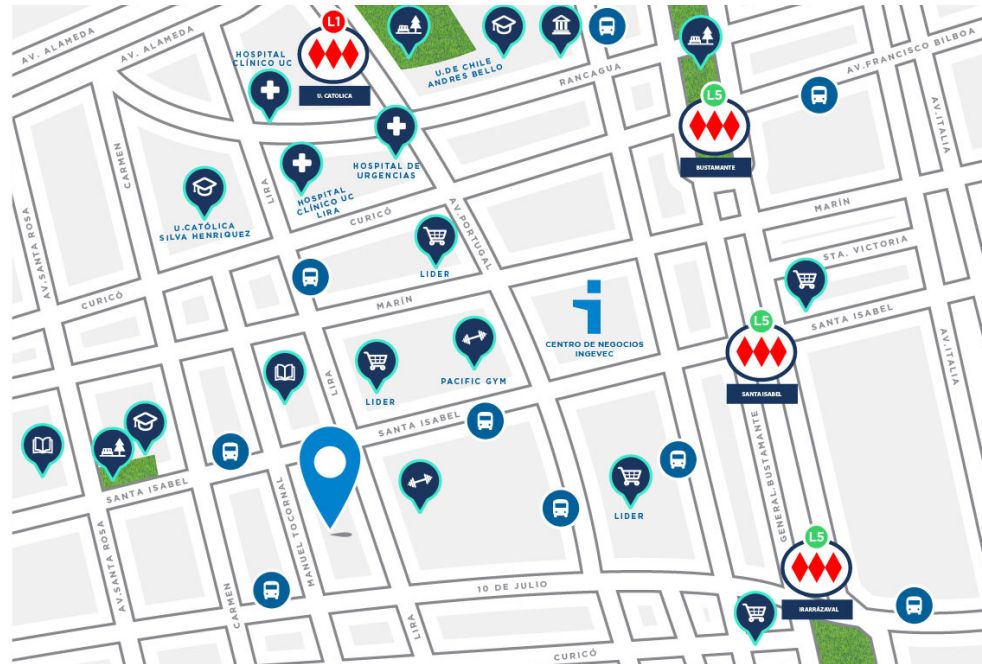 AV. ALAMEDA
AV. ALAMEDA
HOSPITAL
CLÍNICO UC
L1
U. CATOLICA
U.DE CHILE
ANDRES BELLO
RANCAGUA
AV.FRANCISCO BILBOA
L5
BUSTAMANTE
AV.ITALIA
CARMEN
LIRA
HOSPITAL DE
URGENCIAS
HOSPITAL
CLÍNICO UC
LIRA
U.CATÓLICA
SILVA HENRIQUEZ
CURICÓ
AV.PORTUGAL
MARÍN
AV.SANTA ROSA
STA. VICTORIA
LIDER
CURICÓ
MARÍN
CENTRO DE NEGOCIOS
INGEVEC
SANTA ISABEL
L5
SANTA ISABEL
AV.ITALIA
LIRA
LIDER
PACIFIC GYM
SANTA ISABEL
SANTA ISABEL
LIDER
MANUEL TOCORNAL
GENERAL.BUSTAMANTE
AV.SANTA ROSA
CARMEN
10 DE JULIO
L5
IRARRÁZAVAL
LIRA
CURICÓ